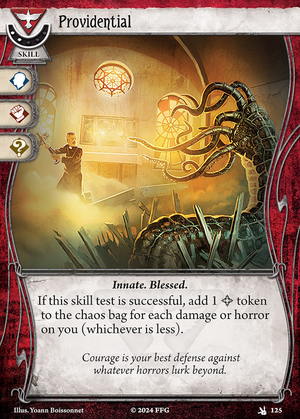 Providential
SKILL
Innate. Blessed.
If this skill test is successful, add 1 token
to the chaos bag for each damage or horror
on you (whichever is less).
Courage is your best defense against
whatever horrors lurk beyond.
Illus. Yoann Boissonnet
© 2024 FFG
125